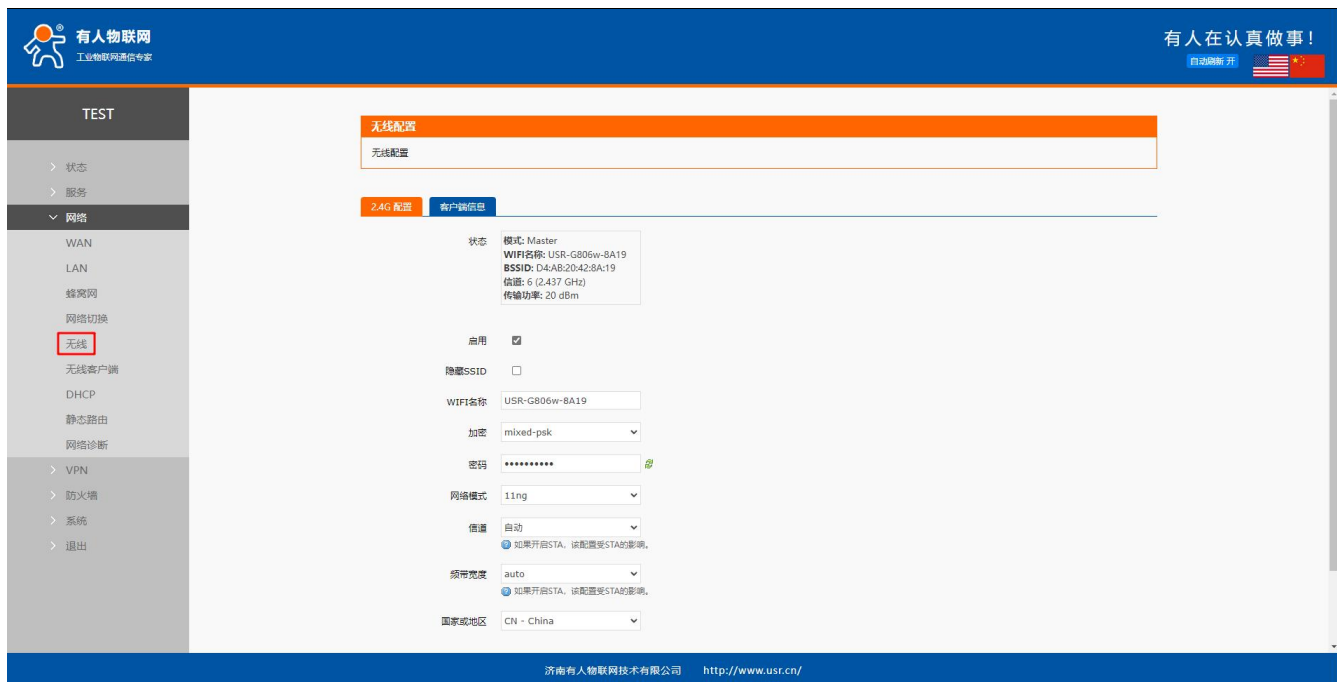 有人物联网
工业物联网通信专家
有人在认真做事！
自动刷新 开
TEST
状态
服务
网络
WAN
LAN
蜂窝网
网络切换
无线
无线客户端
DHCP
静态路由
网络诊断
VPN
防火墙
系统
退出
无线配置
无线配置
2.4G 配置 客户端信息
状态 模式: Master
WIFI名称: USR-G806w-8A19
BSSID: D4:AB:20:42:8A:19
信道: 6 (2.437 GHz)
传输功率: 20 dBm
启用
隐藏SSID
WIFI名称 USR-G806w-8A19
加密 mixed-psk
密码 ••••••••••
网络模式 11ng
信道 自动
如果开启STA，该配置受STA的影响。
频带宽度 auto
如果开启STA，该配置受STA的影响。
国家或地区 CN - China
济南有人物联网技术有限公司 http://www.usr.cn/